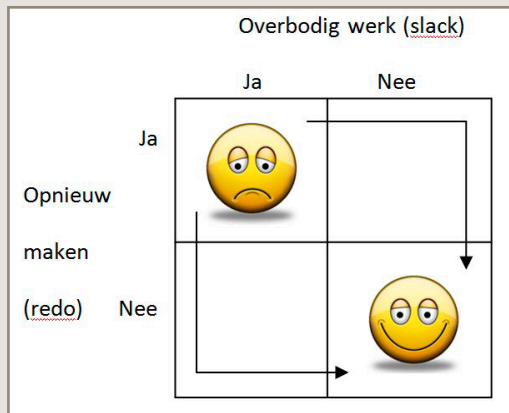 Overbodig werk (slack)
Ja Nee
Ja
Opnieuw
maken
(redo) Nee